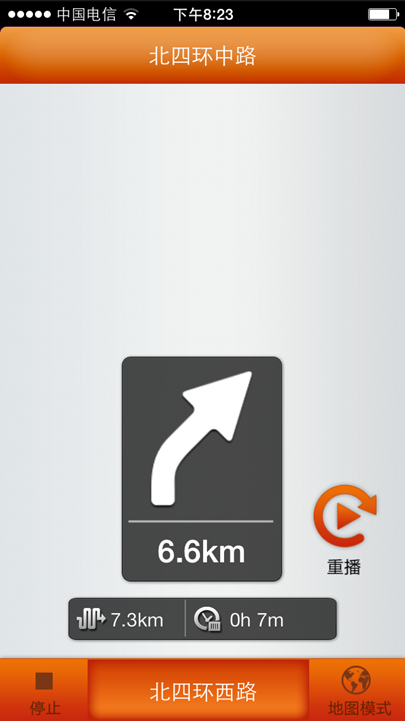 中国电信 下午8:23
北四环中路
6.6km
重播
7.3km 0h 7m
停止 北四环西路 地图模式